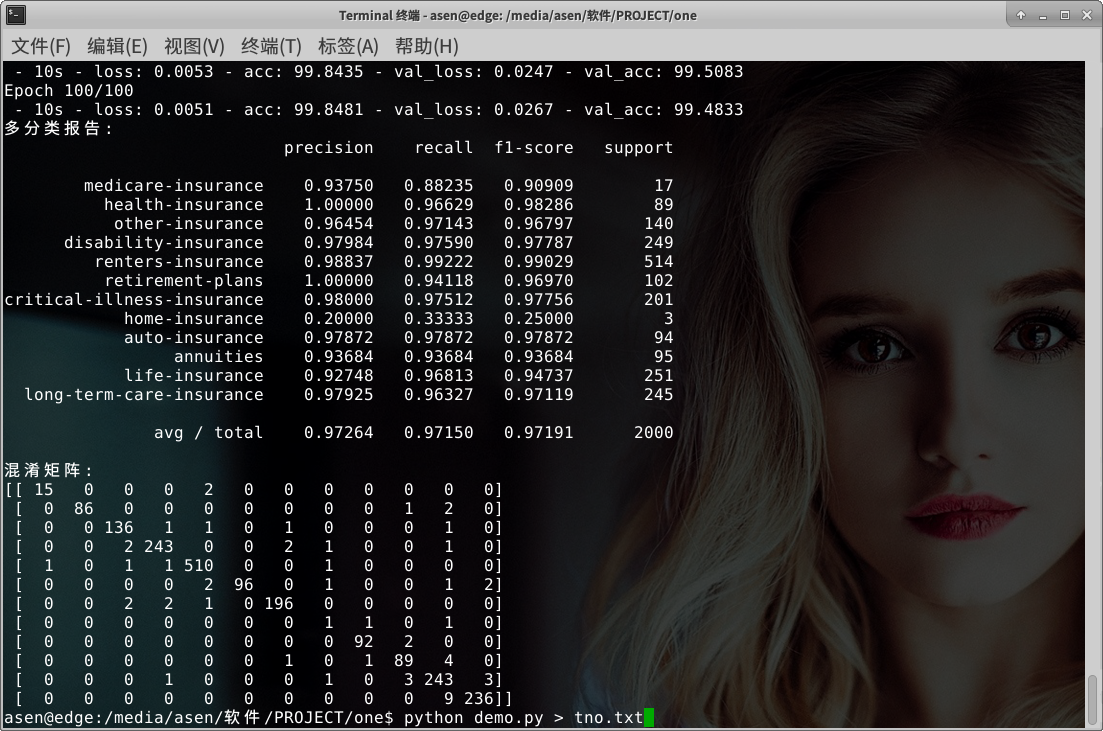 Terminal 终端 - asen@edge: /media/asen/软件/PROJECT/one
文件(F) 编辑(E) 视图(V) 终端(T) 标签(A) 帮助(H)
 - 10s - loss: 0.0053 - acc: 99.8435 - val_loss: 0.0247 - val_acc: 99.5083
Epoch 100/100
 - 10s - loss: 0.0051 - acc: 99.8481 - val_loss: 0.0267 - val_acc: 99.4833
多分类报告:
precision recall f1-score support
medicare-insurance 0.93750 0.88235 0.90909 17
health-insurance 1.00000 0.96629 0.98286 89
other-insurance 0.96454 0.97143 0.96797 140
disability-insurance 0.97984 0.97590 0.97787 249
renters-insurance 0.98837 0.99222 0.99029 514
retirement-plans 1.00000 0.94118 0.96970 102
critical-illness-insurance 0.98000 0.97512 0.97756 201
home-insurance 0.20000 0.33333 0.25000 3
auto-insurance 0.97872 0.97872 0.97872 94
annuities 0.93684 0.93684 0.93684 95
life-insurance 0.92748 0.96813 0.94737 251
long-term-care-insurance 0.97925 0.96327 0.97119 245
avg / total 0.97264 0.97150 0.97191 2000
混淆矩阵:
[[ 15 0 0 0 2 0 0 0 0 0 0 0]
[ 0 86 0 0 0 0 0 0 0 1 2 0]
[ 0 0 136 1 1 0 1 0 0 0 1 0]
[ 0 0 2 243 0 0 2 1 0 0 1 0]
[ 1 0 1 1 510 0 0 1 0 0 0 0]
[ 0 0 0 0 2 96 0 1 0 0 1 2]
[ 0 0 2 2 1 0 196 0 0 0 0 0]
[ 0 0 0 0 0 0 0 1 1 0 1 0]
[ 0 0 0 0 0 0 0 0 92 2 0 0]
[ 0 0 0 0 0 0 1 0 1 89 4 0]
[ 0 0 0 1 0 0 0 1 0 3 243 3]
[ 0 0 0 0 0 0 0 0 0 0 9 236]]
asen@edge:/media/asen/软件/PROJECT/one$ python demo.py > tno.txt